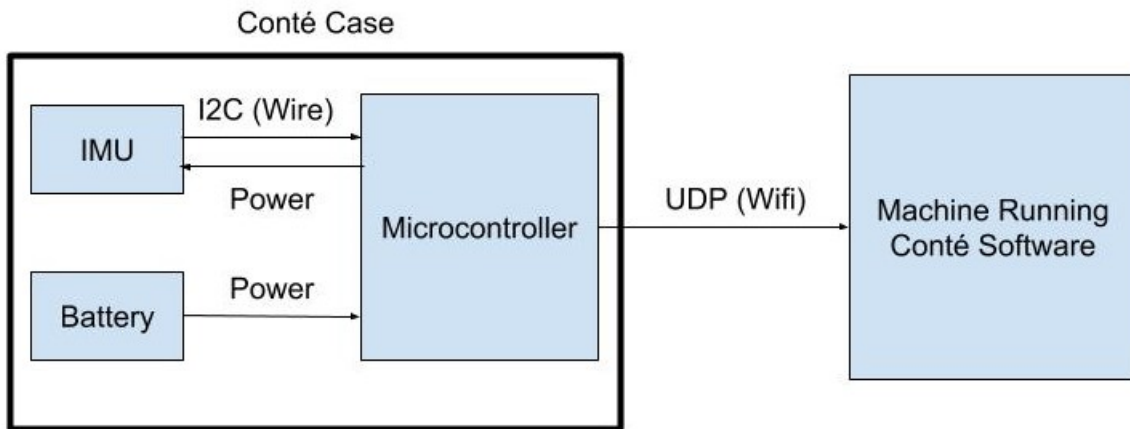 Conté Case
I2C (Wire)
IMU
Power
Microcontroller
UDP (Wifi)
Machine Running
Conté Software
Power
Battery